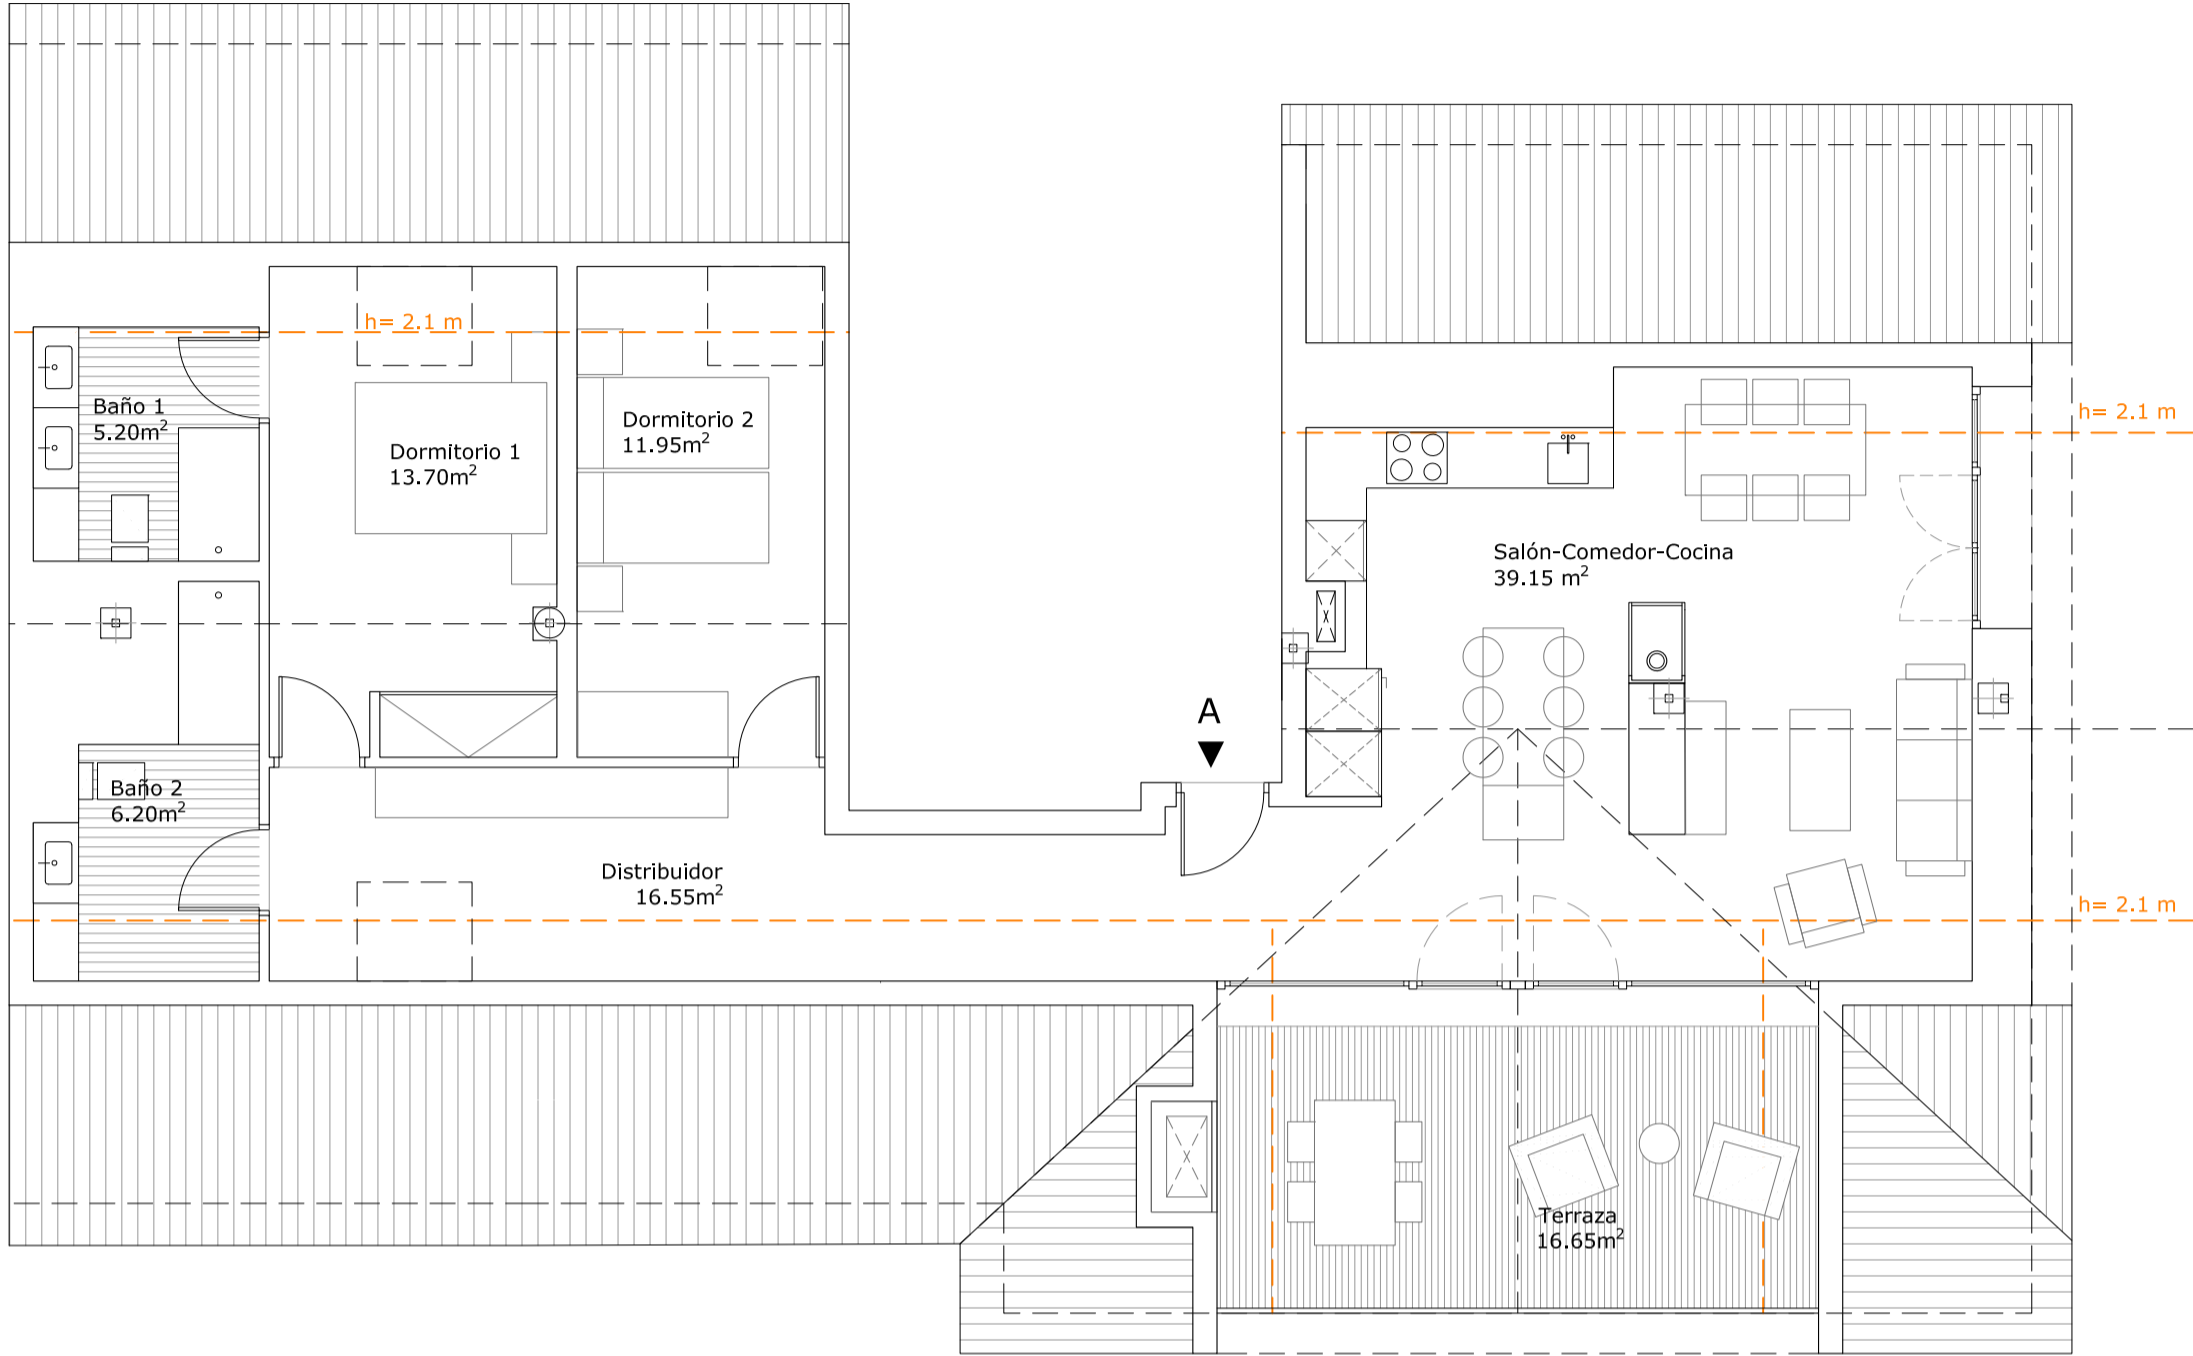 h= 2.1 m
Baño 1
5.20m²
Dormitorio 1
13.70m²
Dormitorio 2
11.95m²
h= 2.1 m
Salón-Comedor-Cocina
39.15 m²
A
Baño 2
6.20m²
Distribuidor
16.55m²
h= 2.1 m
Terraza
16.65m²